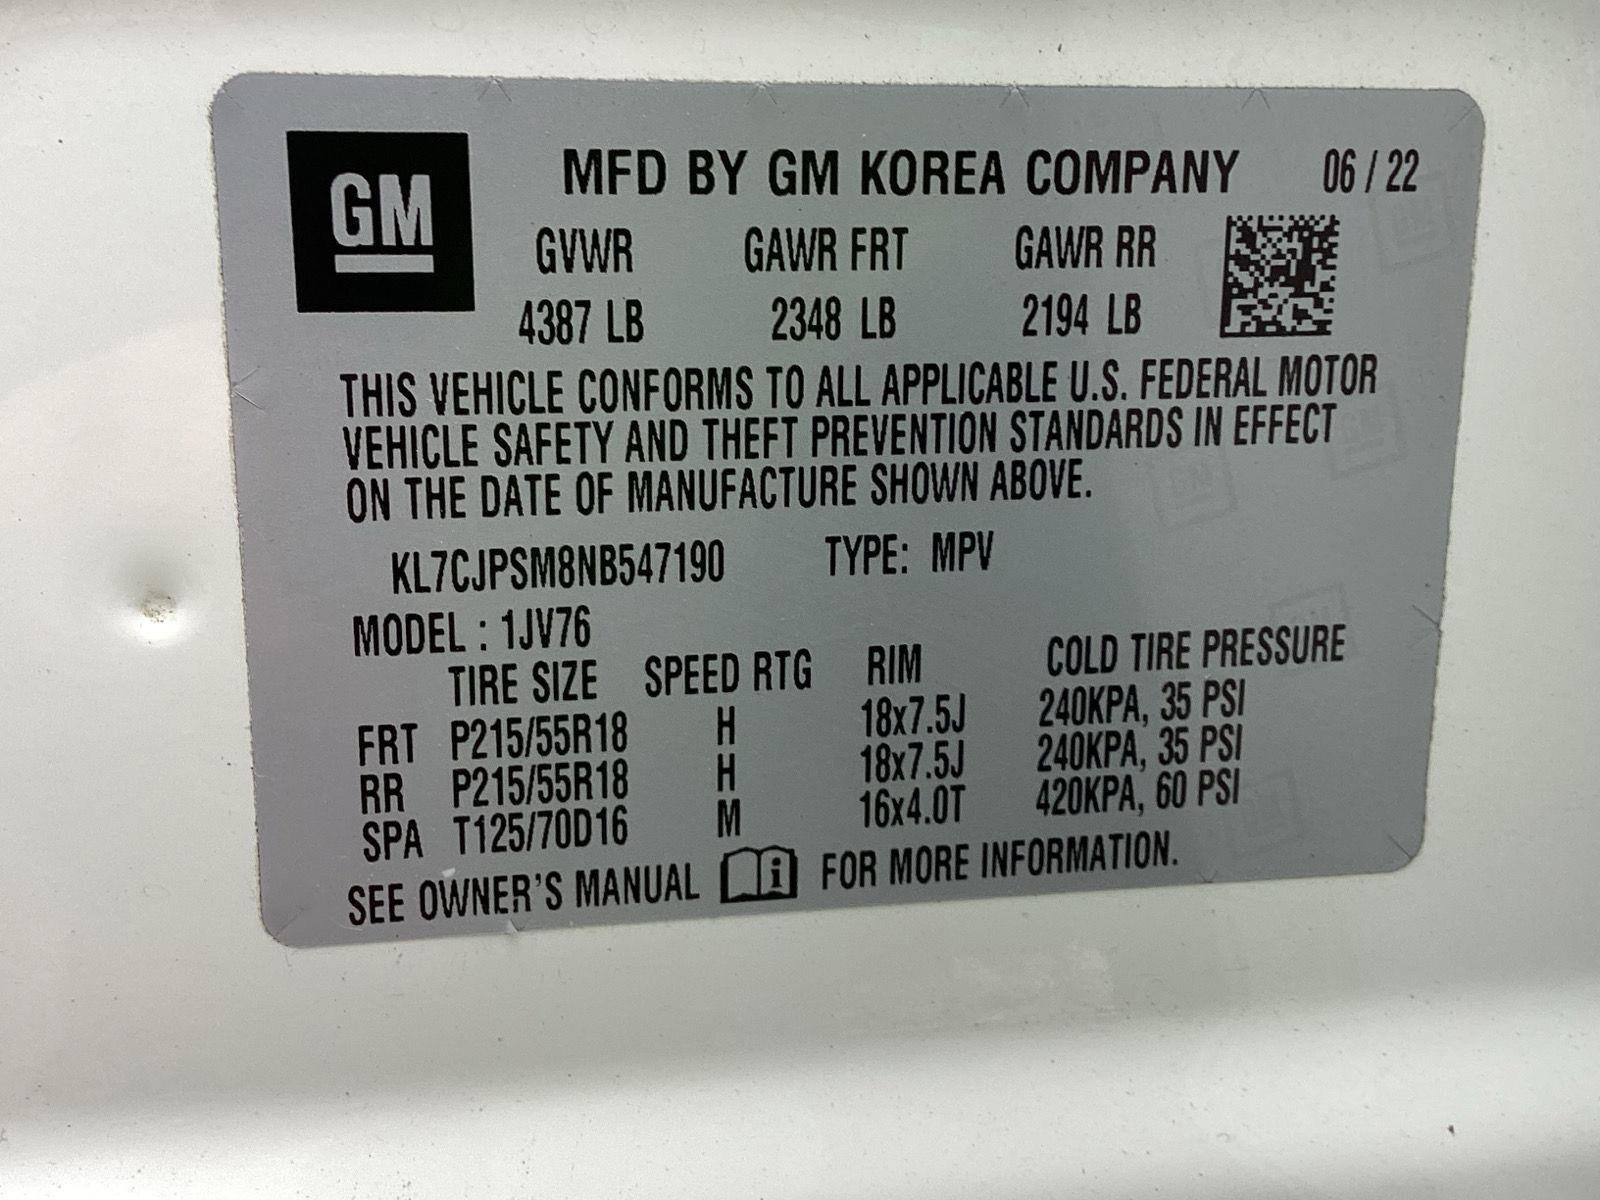 GM
MFD BY GM KOREA COMPANY 06 / 22
GVWR GAWR FRT GAWR RR
4387 LB 2348 LB 2194 LB
THIS VEHICLE CONFORMS TO ALL APPLICABLE U.S. FEDERAL MOTOR
VEHICLE SAFETY AND THEFT PREVENTION STANDARDS IN EFFECT
ON THE DATE OF MANUFACTURE SHOWN ABOVE.
KL7CJPSM8NB547190 TYPE: MPV
MODEL : 1JV76
TIRE SIZE SPEED RTG RIM COLD TIRE PRESSURE
FRT P215/55R18 H 18x7.5J 240KPA, 35 PSI
RR P215/55R18 H 18x7.5J 240KPA, 35 PSI
SPA T125/70D16 M 16x4.0T 420KPA, 60 PSI
SEE OWNER'S MANUAL i FOR MORE INFORMATION.